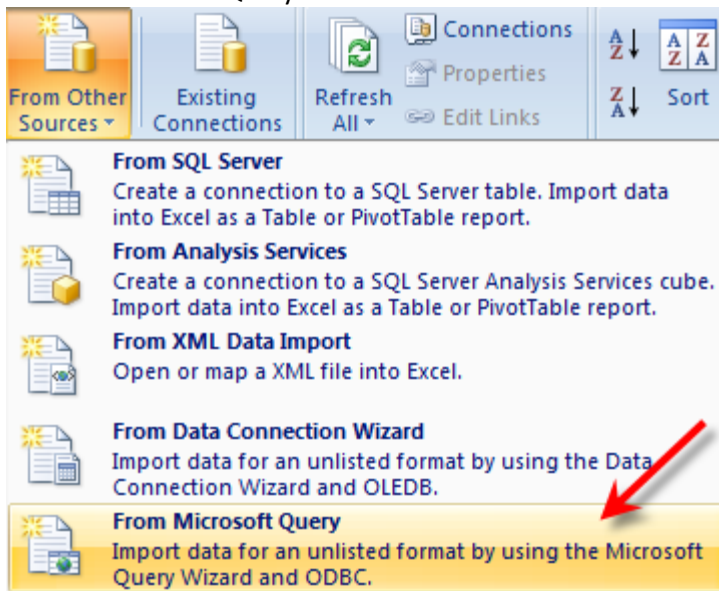 Connections
Properties
Edit Links
From Other
Sources
Existing
Connections
Refresh
All
A
Z
Z
A
A Z
Z A
Sort
From SQL Server
Create a connection to a SQL Server table. Import data
into Excel as a Table or PivotTable report.
From Analysis Services
Create a connection to a SQL Server Analysis Services cube.
Import data into Excel as a Table or PivotTable report.
From XML Data Import
Open or map a XML file into Excel.
From Data Connection Wizard
Import data for an unlisted format by using the Data
Connection Wizard and OLEDB.
From Microsoft Query
Import data for an unlisted format by using the Microsoft
Query Wizard and ODBC.